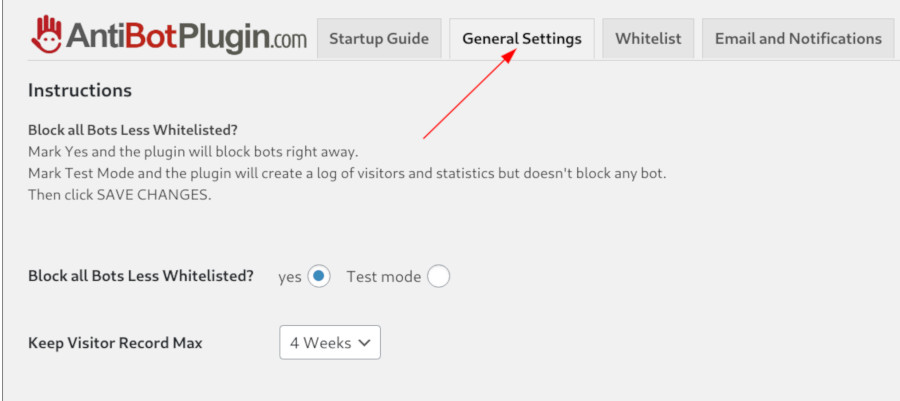 AntiBotPlugin.com
Startup Guide
General Settings
Whitelist
Email and Notifications
Instructions
Block all Bots Less Whitelisted?
Mark Yes and the plugin will block bots right away.
Mark Test Mode and the plugin will create a log of visitors and statistics but doesn't block any bot.
Then click SAVE CHANGES.
Block all Bots Less Whitelisted? yes Test mode
Keep Visitor Record Max 4 Weeks